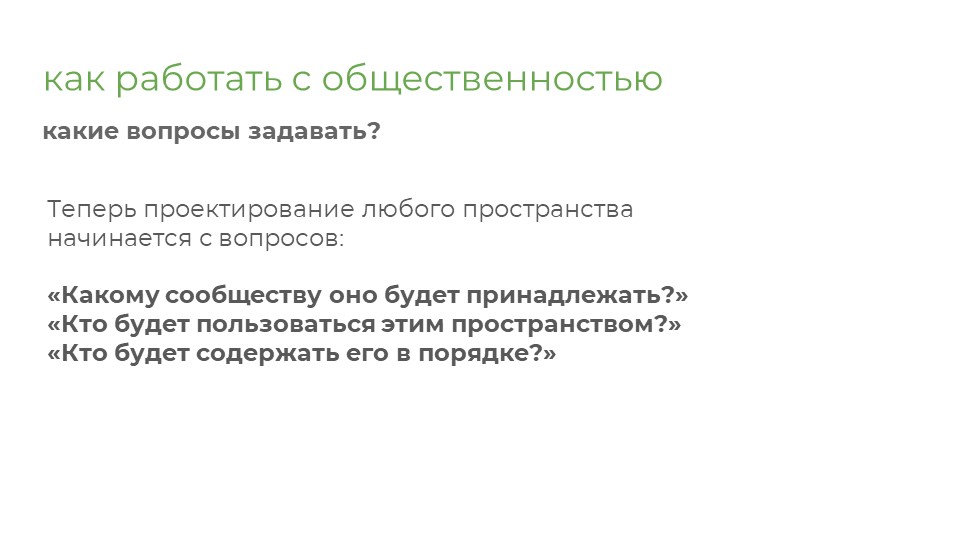 как работать с общественностью
какие вопросы задавать?
Теперь проектирование любого пространства
начинается с вопросов:
«Какому сообществу оно будет принадлежать?»
«Кто будет пользоваться этим пространством?»
«Кто будет содержать его в порядке?»